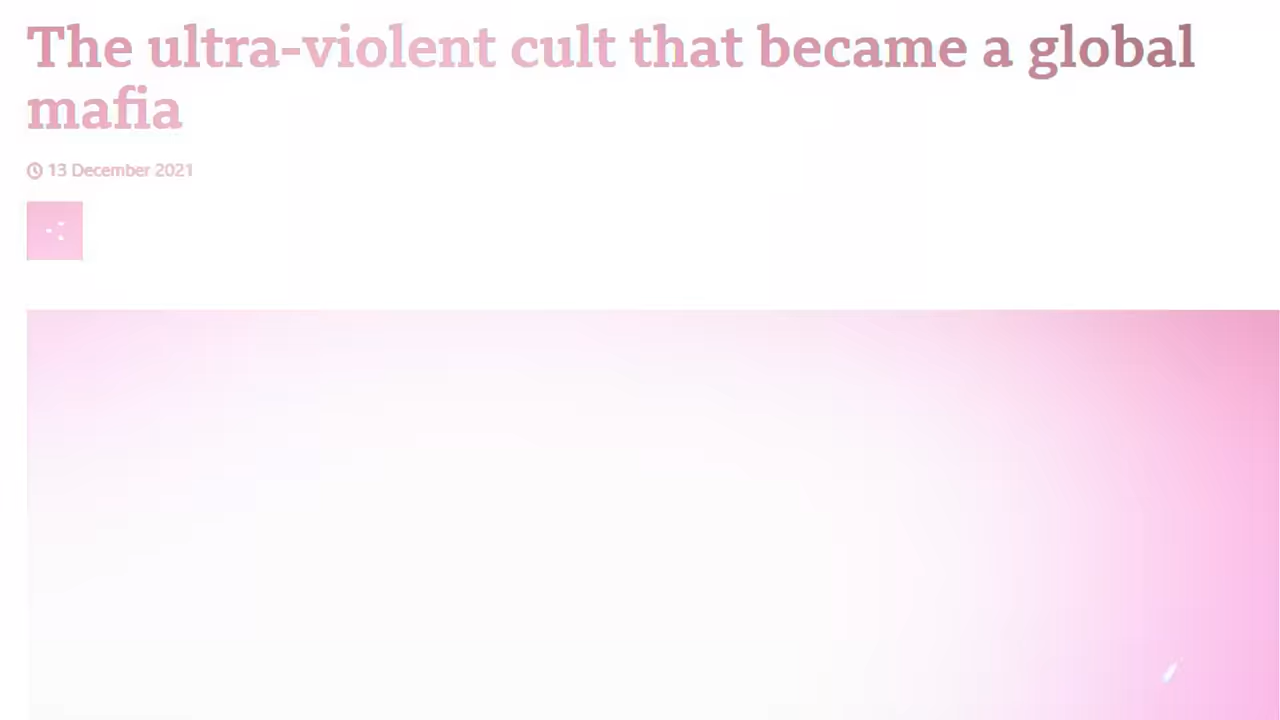 The ultra-violent cult that became a global
mafia
13 December 2021